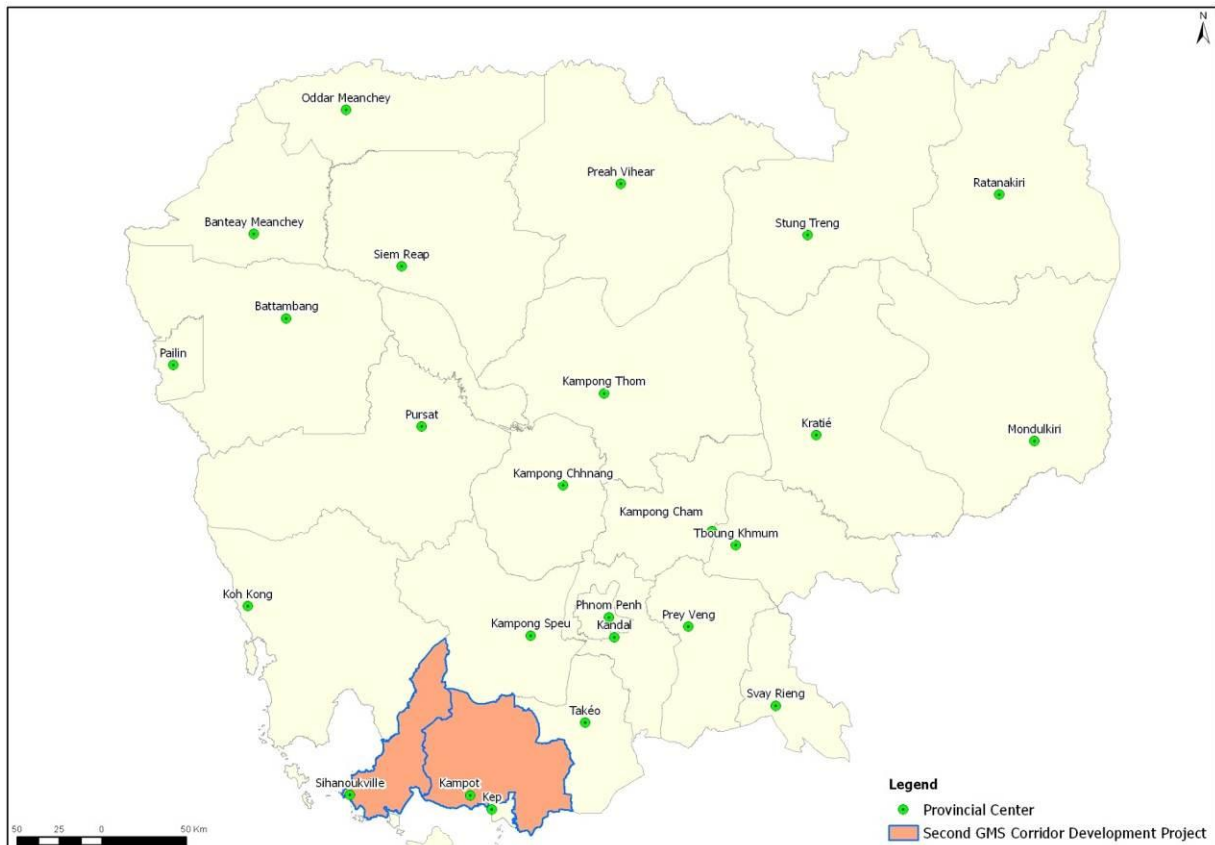 N
Oddar Meanchey
Preah Vihear
Ratanakiri
Banteay Meanchey
Stung Treng
Siem Reap
Battambang
Pailin
Kampong Thom
Pursat
Kratié
Mondulkiri
Kampong Chhnang
Kampong Cham
Tboung Khmum
Koh Kong
Phnom Penh
Prey Veng
Kampong Speu
Kandal
Svay Rieng
Takéo
Sihanoukville
Kampot
Kep
Legend
Provincial Center
Second GMS Corridor Development Project
50 25 0 50 Km